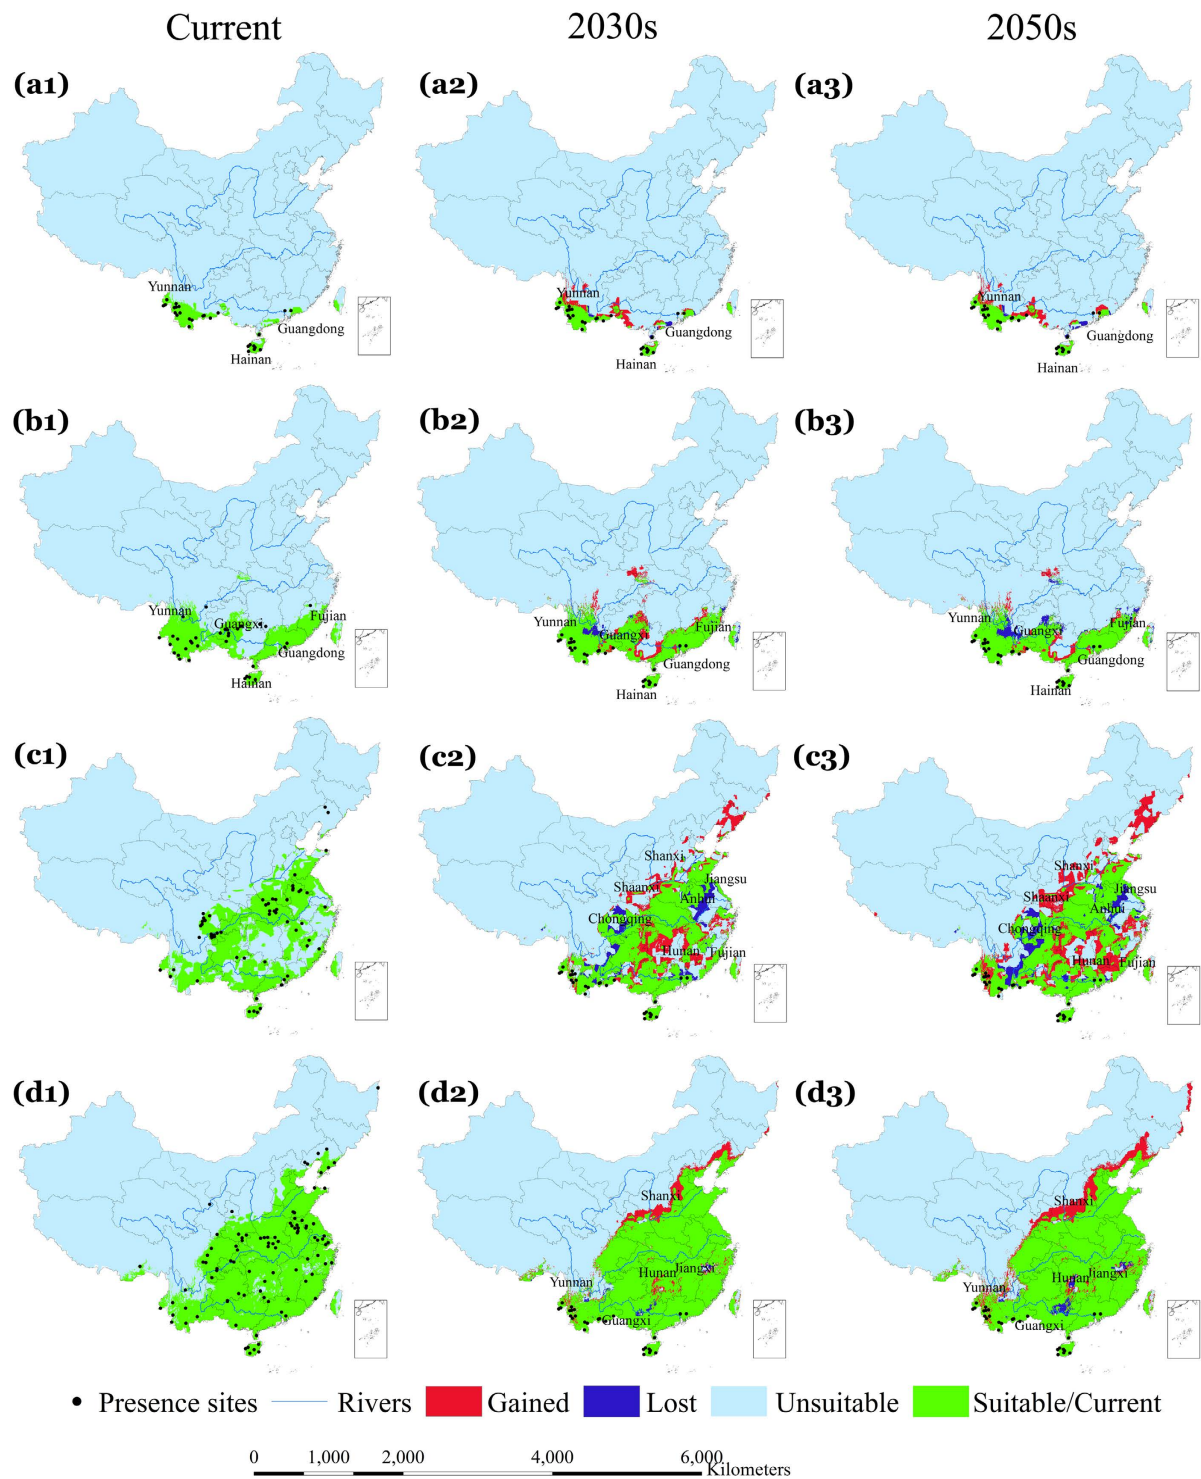 Current 2030s 2050s
(a1) (a2) (a3)
Yunnan Yunnan Yunnan
Guangdong Guangdong Guangdong
Hainan Hainan Hainan
(b1) (b2) (b3)
Yunnan Guangxi Fujian Yunnan Guangxi Fujian Yunnan Guangxi Fujian
Guangdong Guangdong Guangdong
Hainan Hainan Hainan
(c1) (c2) (c3)
Shanxi Shanxi
Shaanxi Jiangsu Shaanxi Jiangsu
Anhui Anhui
Chongqing Chongqing
Hunan Fujian Hunan Fujian
(d1) (d2) (d3)
Shanxi Shanxi
Yunnan Hunan Jiangxi Yunnan Hunan Jiangxi
Guangxi Guangxi
Presence sites Rivers Gained Lost Unsuitable Suitable/Current
0 1,000 2,000 4,000 6,000
Kilometers